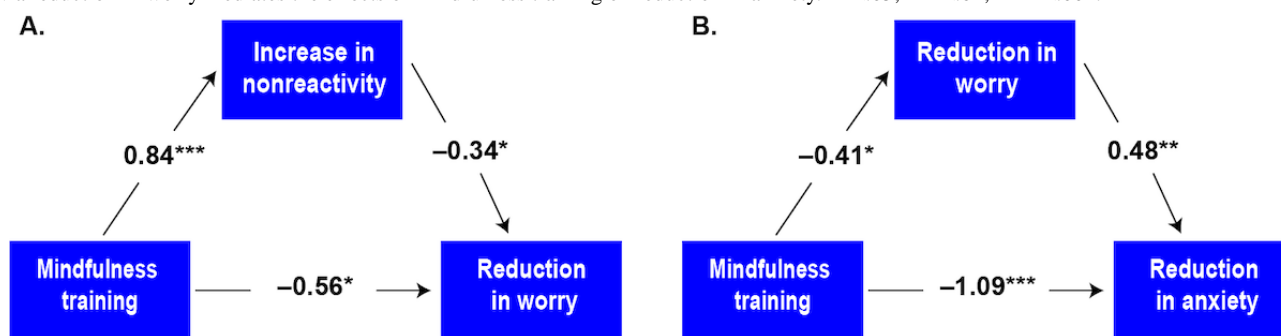 A.
Increase in
nonreactivity
0.84***
–0.34*
Mindfulness
training
–0.56*
Reduction
in worry
B.
Reduction in
worry
–0.41*
0.48**
Mindfulness
training
–1.09***
Reduction
in anxiety